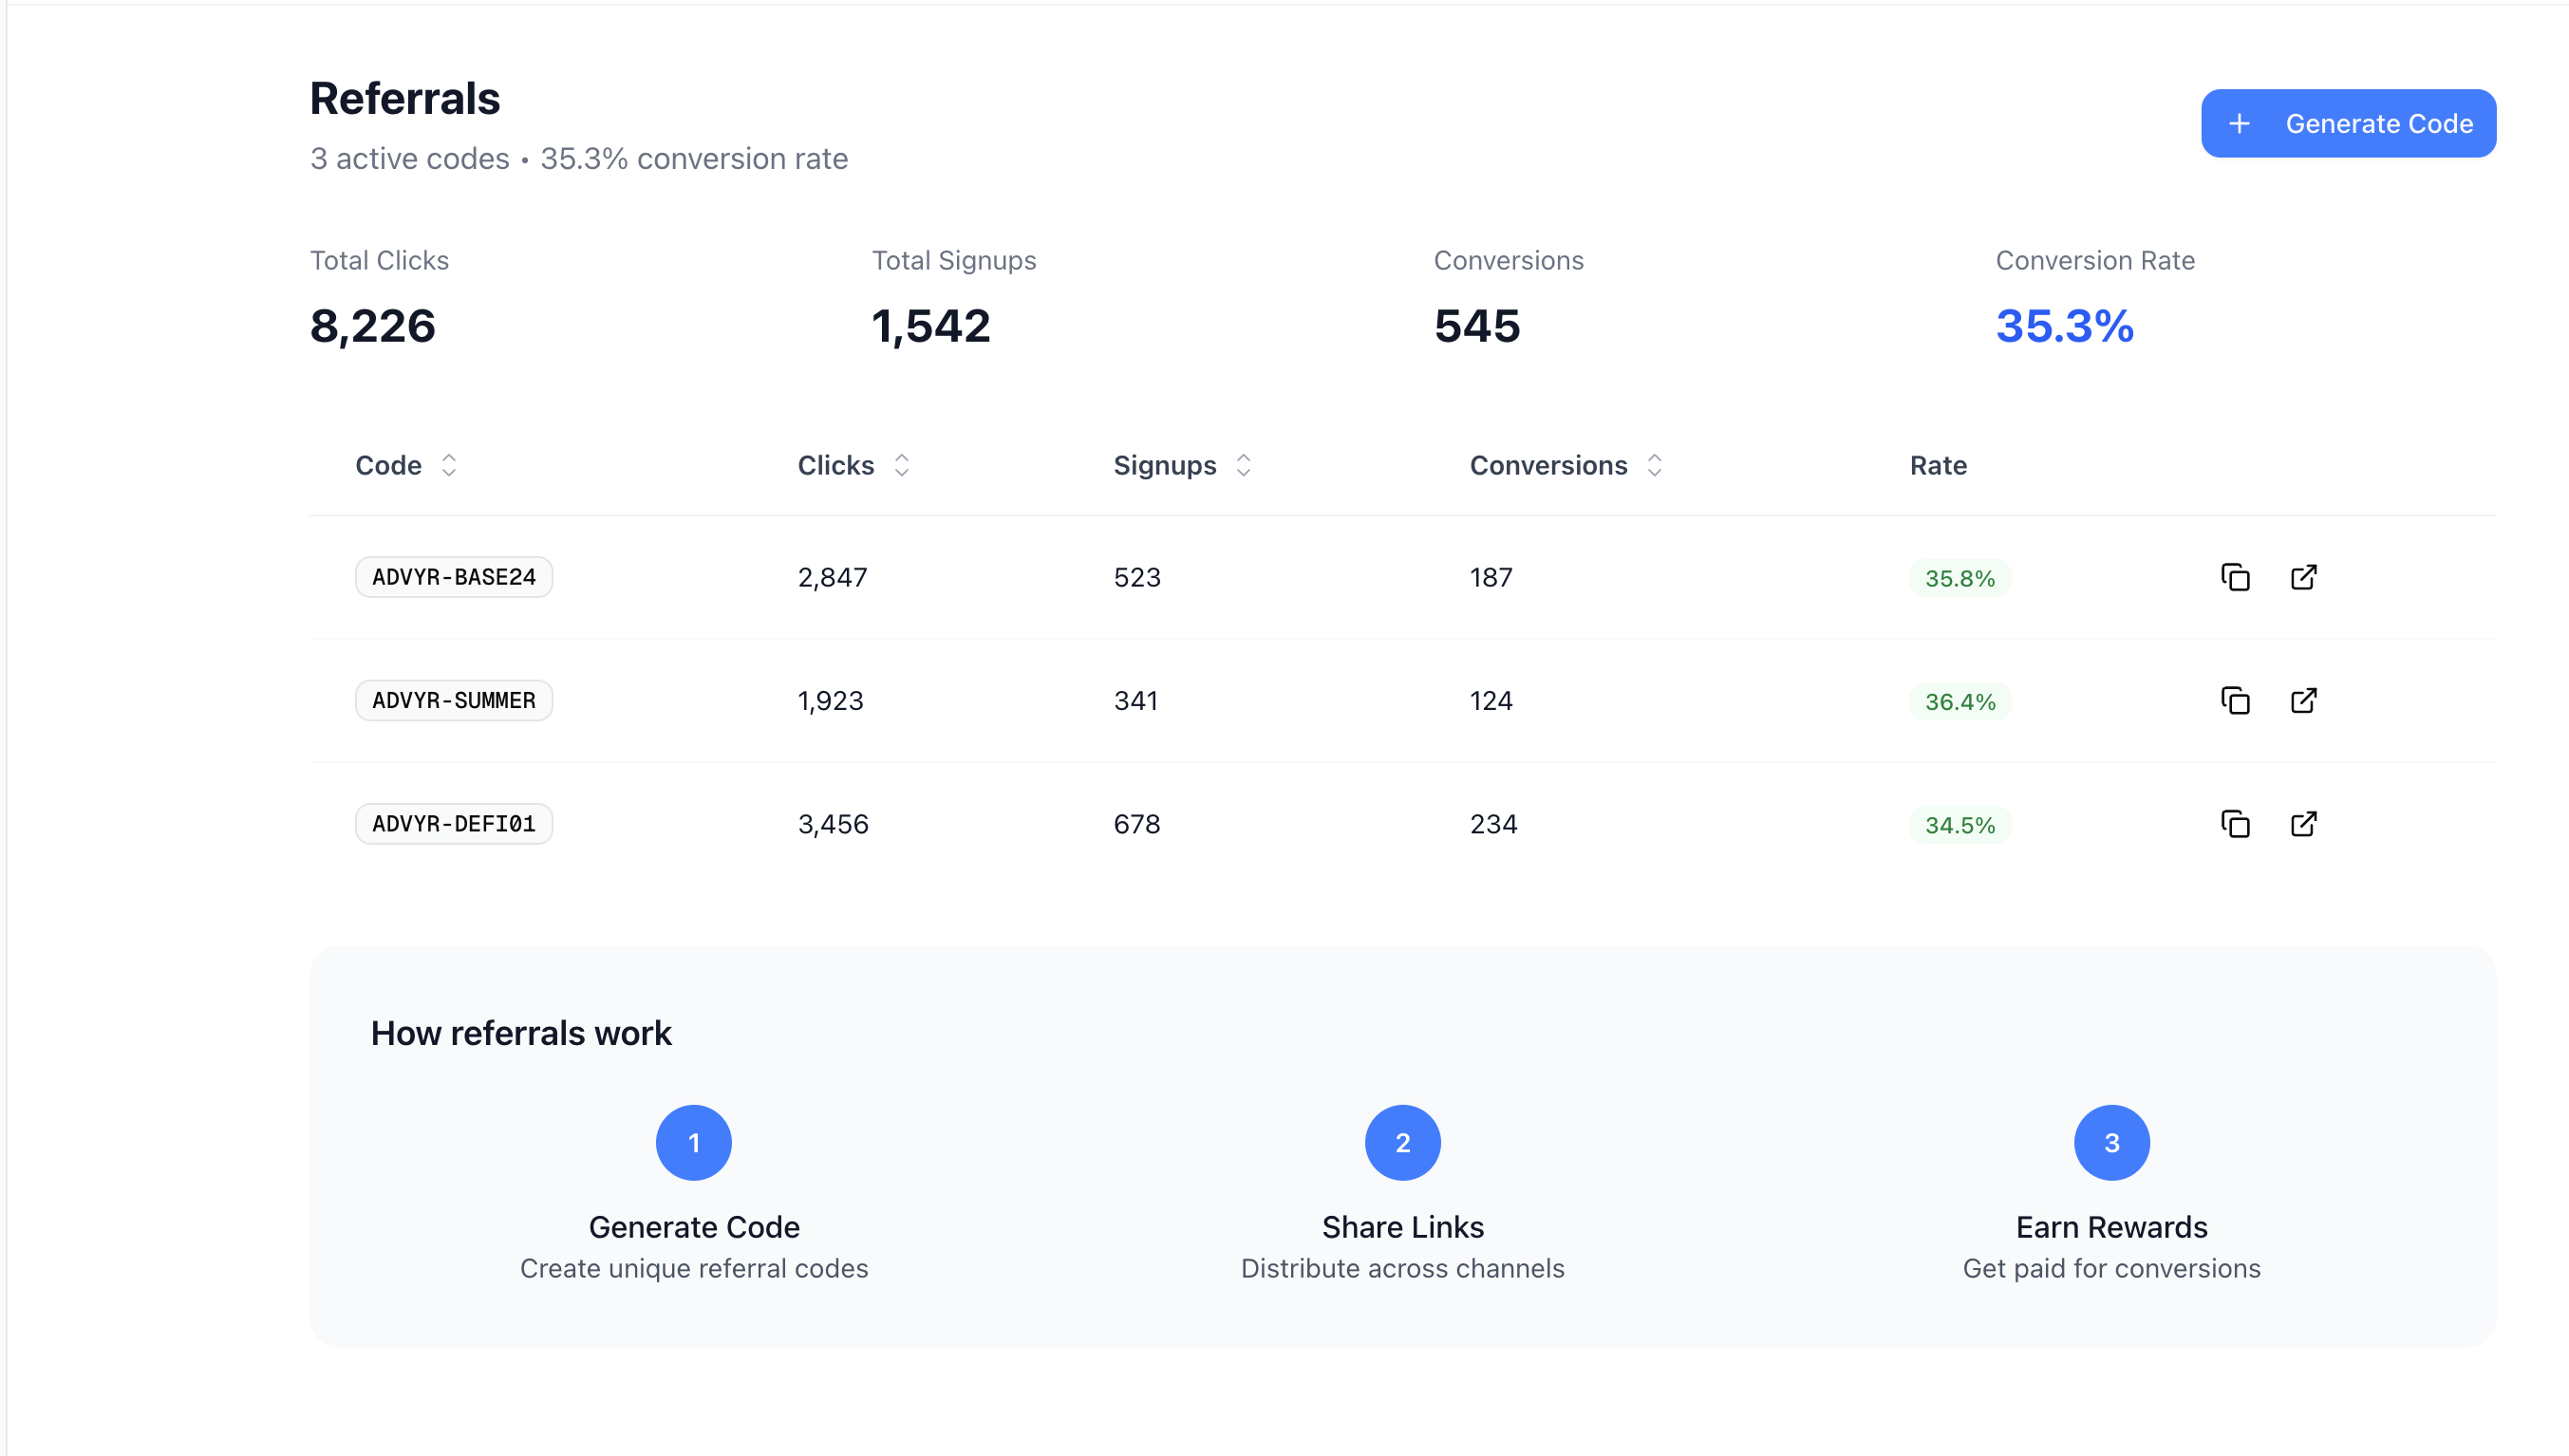 Referrals
3 active codes • 35.3% conversion rate
+ Generate Code
Total Clicks
8,226
Total Signups
1,542
Conversions
545
Conversion Rate
35.3%
Code Clicks Signups Conversions Rate
ADVYR-BASE24 2,847 523 187 35.8%
ADVYR-SUMMER 1,923 341 124 36.4%
ADVYR-DEFI01 3,456 678 234 34.5%
How referrals work
1
Generate Code
Create unique referral codes
2
Share Links
Distribute across channels
3
Earn Rewards
Get paid for conversions